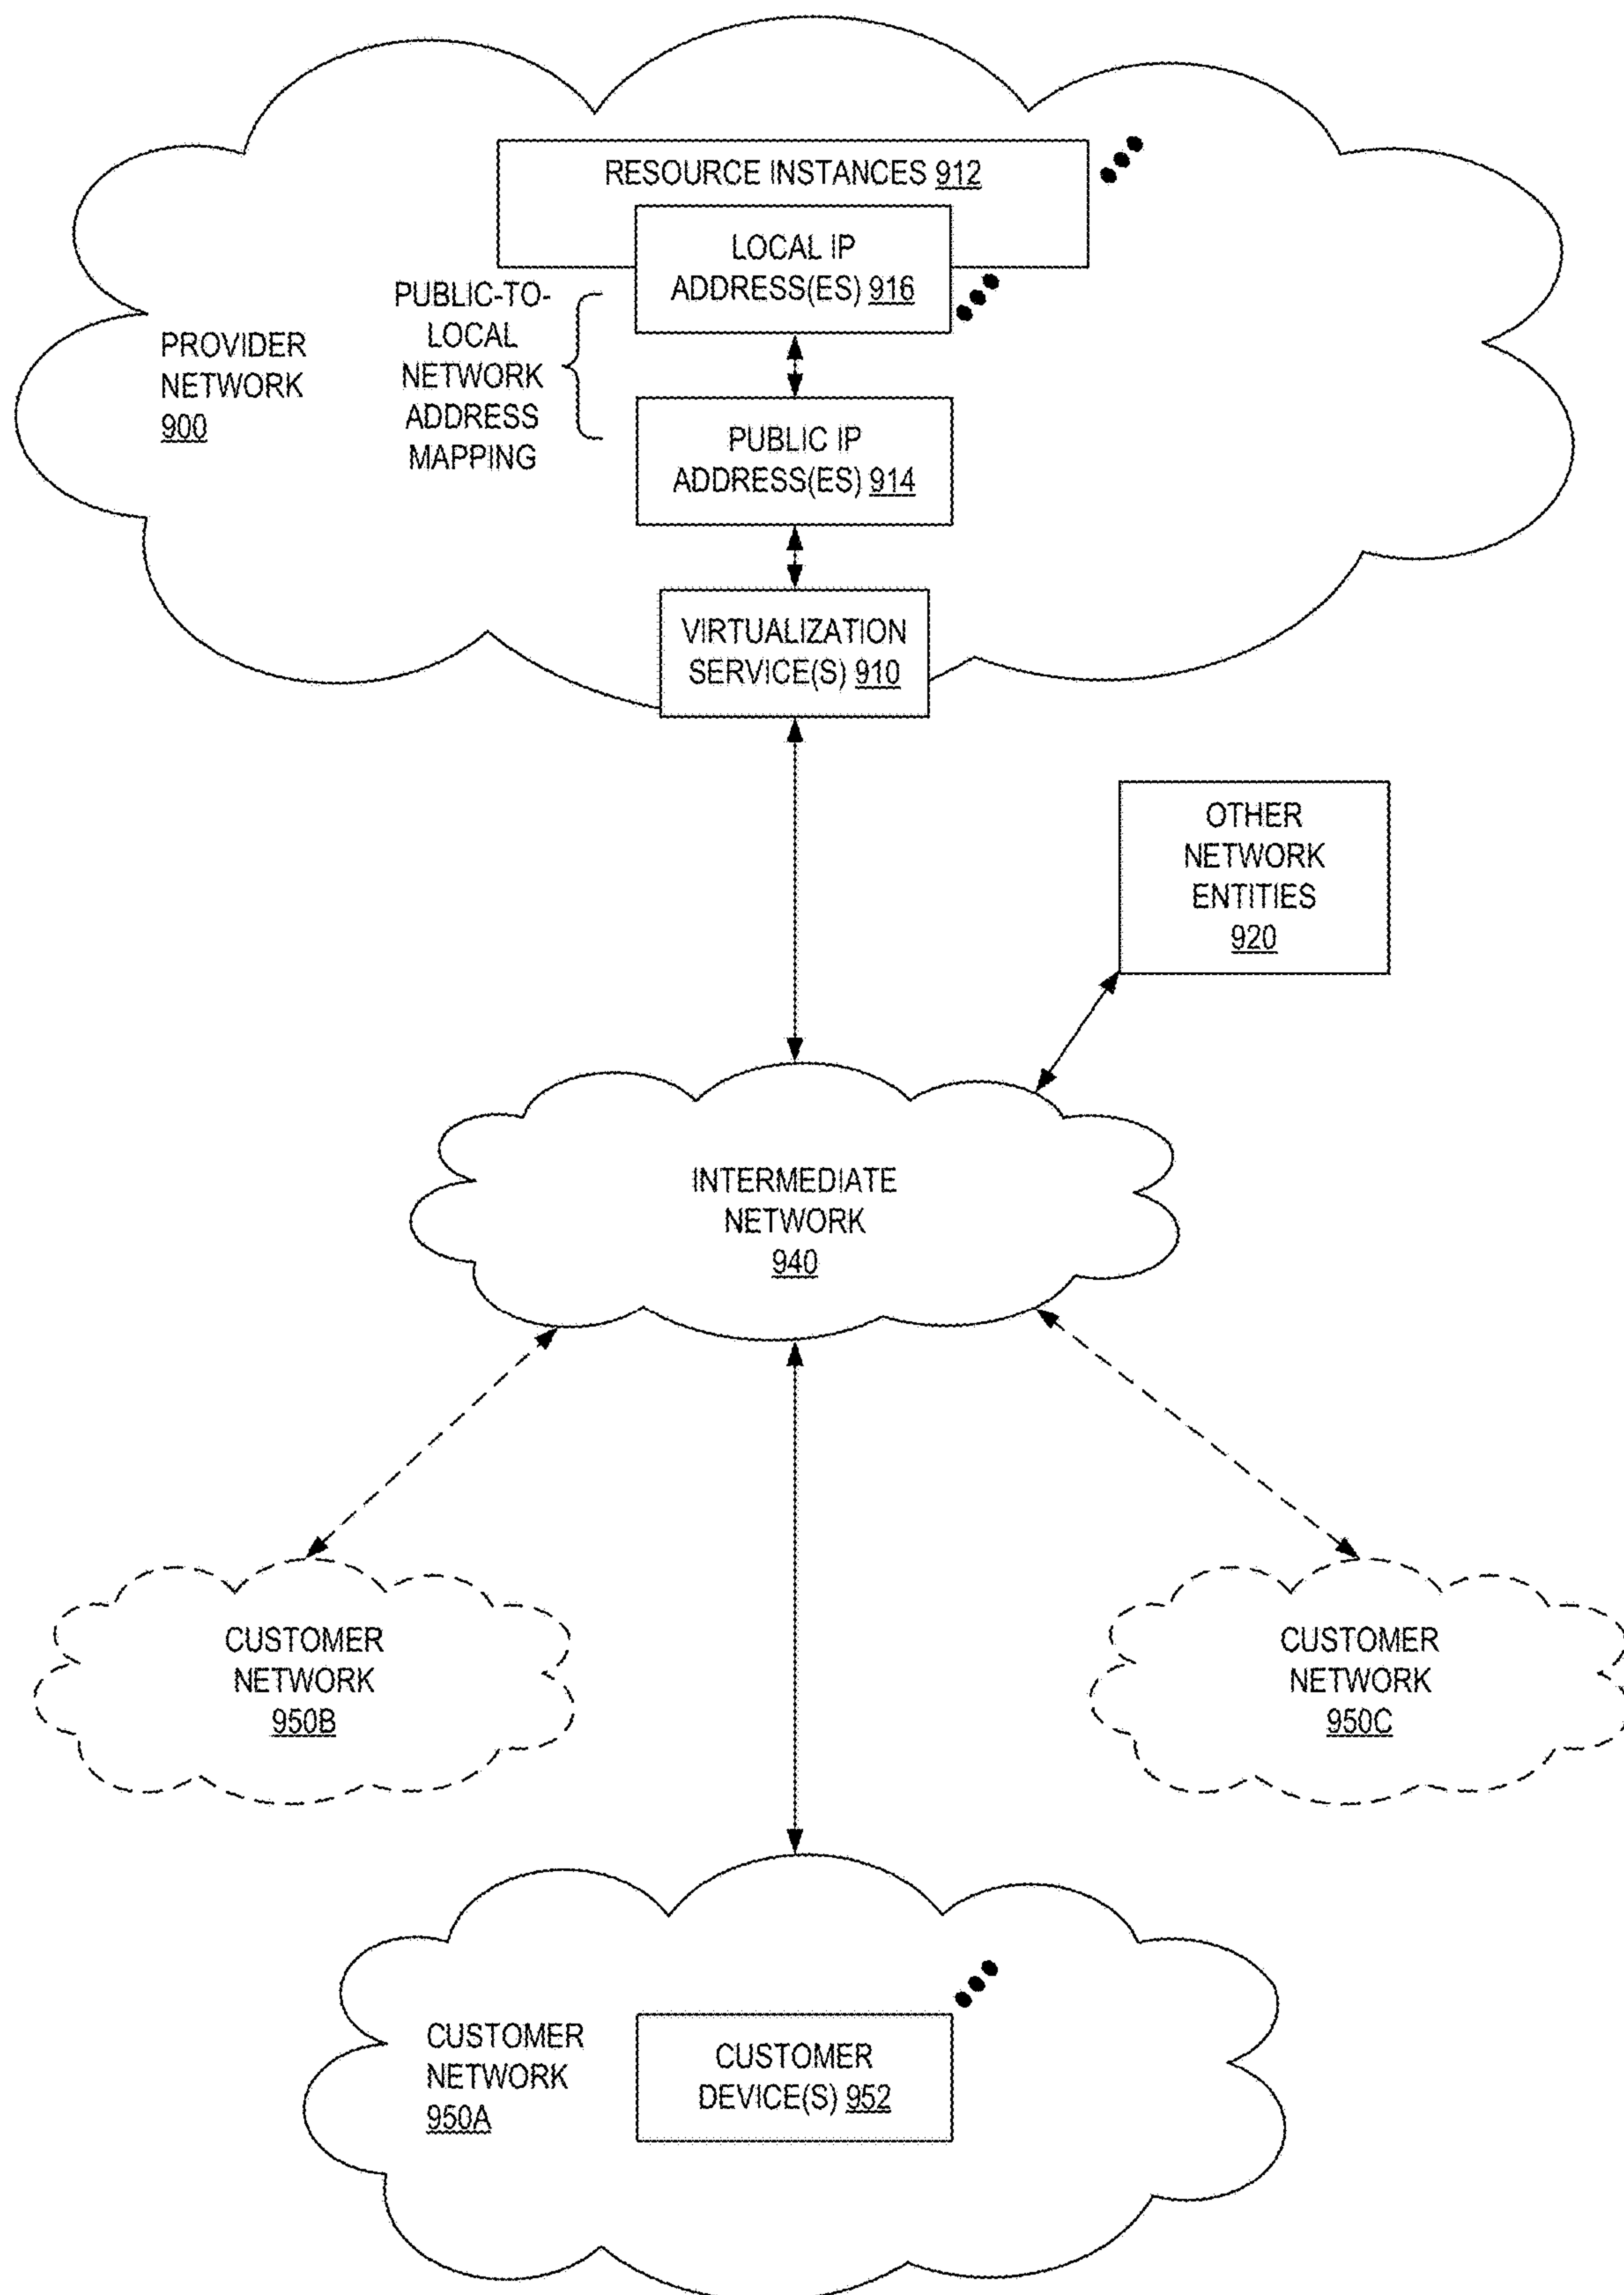 RESOURCE INSTANCES 912
LOCAL IP
ADDRESS(ES) 916
PUBLIC-TO-
LOCAL
NETWORK
ADDRESS
MAPPING
PROVIDER
NETWORK
900
PUBLIC IP
ADDRESS(ES) 914
VIRTUALIZATION
SERVICE(S) 910
OTHER
NETWORK
ENTITIES
920
INTERMEDIATE
NETWORK
940
CUSTOMER
NETWORK
950B
CUSTOMER
NETWORK
950C
CUSTOMER
NETWORK
950A
CUSTOMER
DEVICE(S) 952